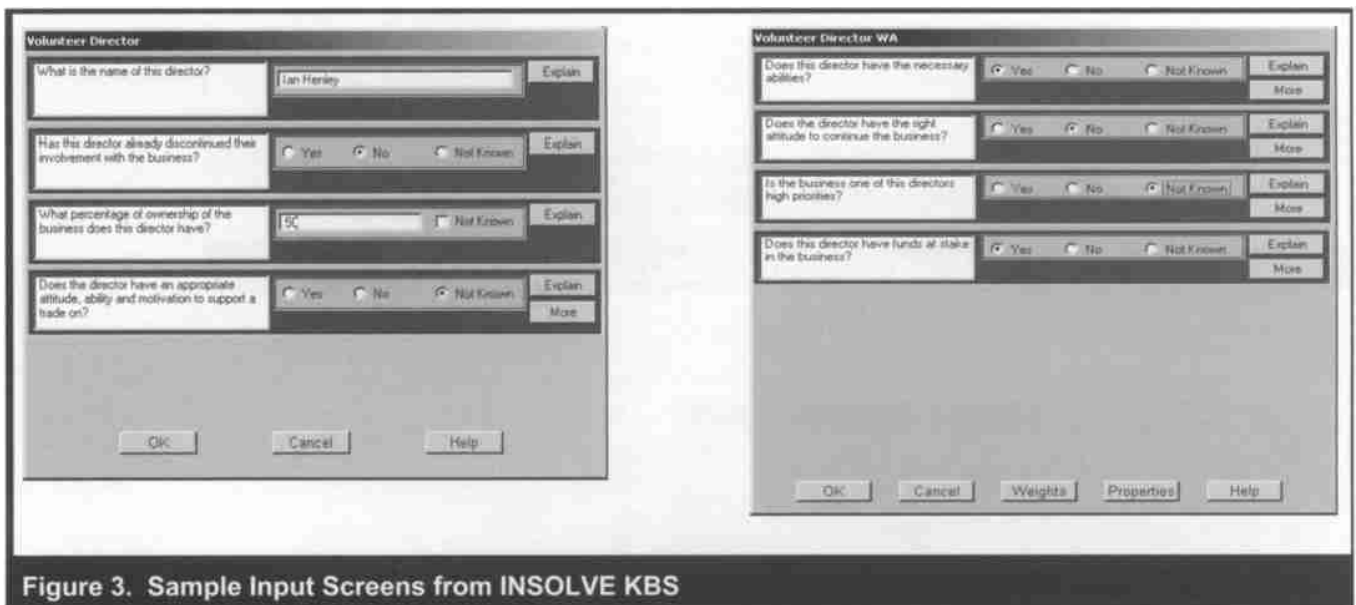 Volunteer Director
What is the name of this director?
Ian Henley
Explain
Has this director already discontinued their
involvement with the business?
Yes No Not Known
Explain
What percentage of ownership of the
business does this director have?
Not Known
Explain
Does the director have an appropriate
attitude, ability and motivation to support a
trade on?
Yes No Not Known
Explain
More
OK Cancel Help
Volunteer Director WA
Does this director have the necessary
abilities?
Yes No Not Known
Explain
More
Does the director have the right
attitude to continue the business?
Yes No Not Known
Explain
More
Is the business one of this directors
high priorities?
Yes No Not Known
Explain
More
Does this director have funds at stake
in the business?
Yes No Not Known
Explain
More
OK Cancel Weights Properties Help
Figure 3. Sample Input Screens from INSOLVE KBS